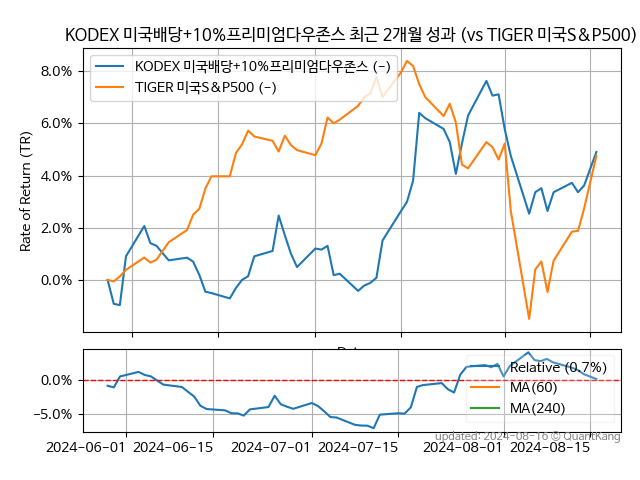 KODEX 미국배당+10%프리미엄다우존스 최근 2개월 성과 (vs TIGER 미국S&P500)
KODEX 미국배당+10%프리미엄다우존스 (-)
TIGER 미국S&P500 (-)
8.0%
6.0%
4.0%
2.0%
0.0%
Rate of Return (TR)
Relative (0.7%)
MA(60)
MA(240)
0.0%
−5.0%
updated: 2024-08-16 © QuantKang
2024-06-01 2024-06-15 2024-07-01 2024-07-15 2024-08-01 2024-08-15